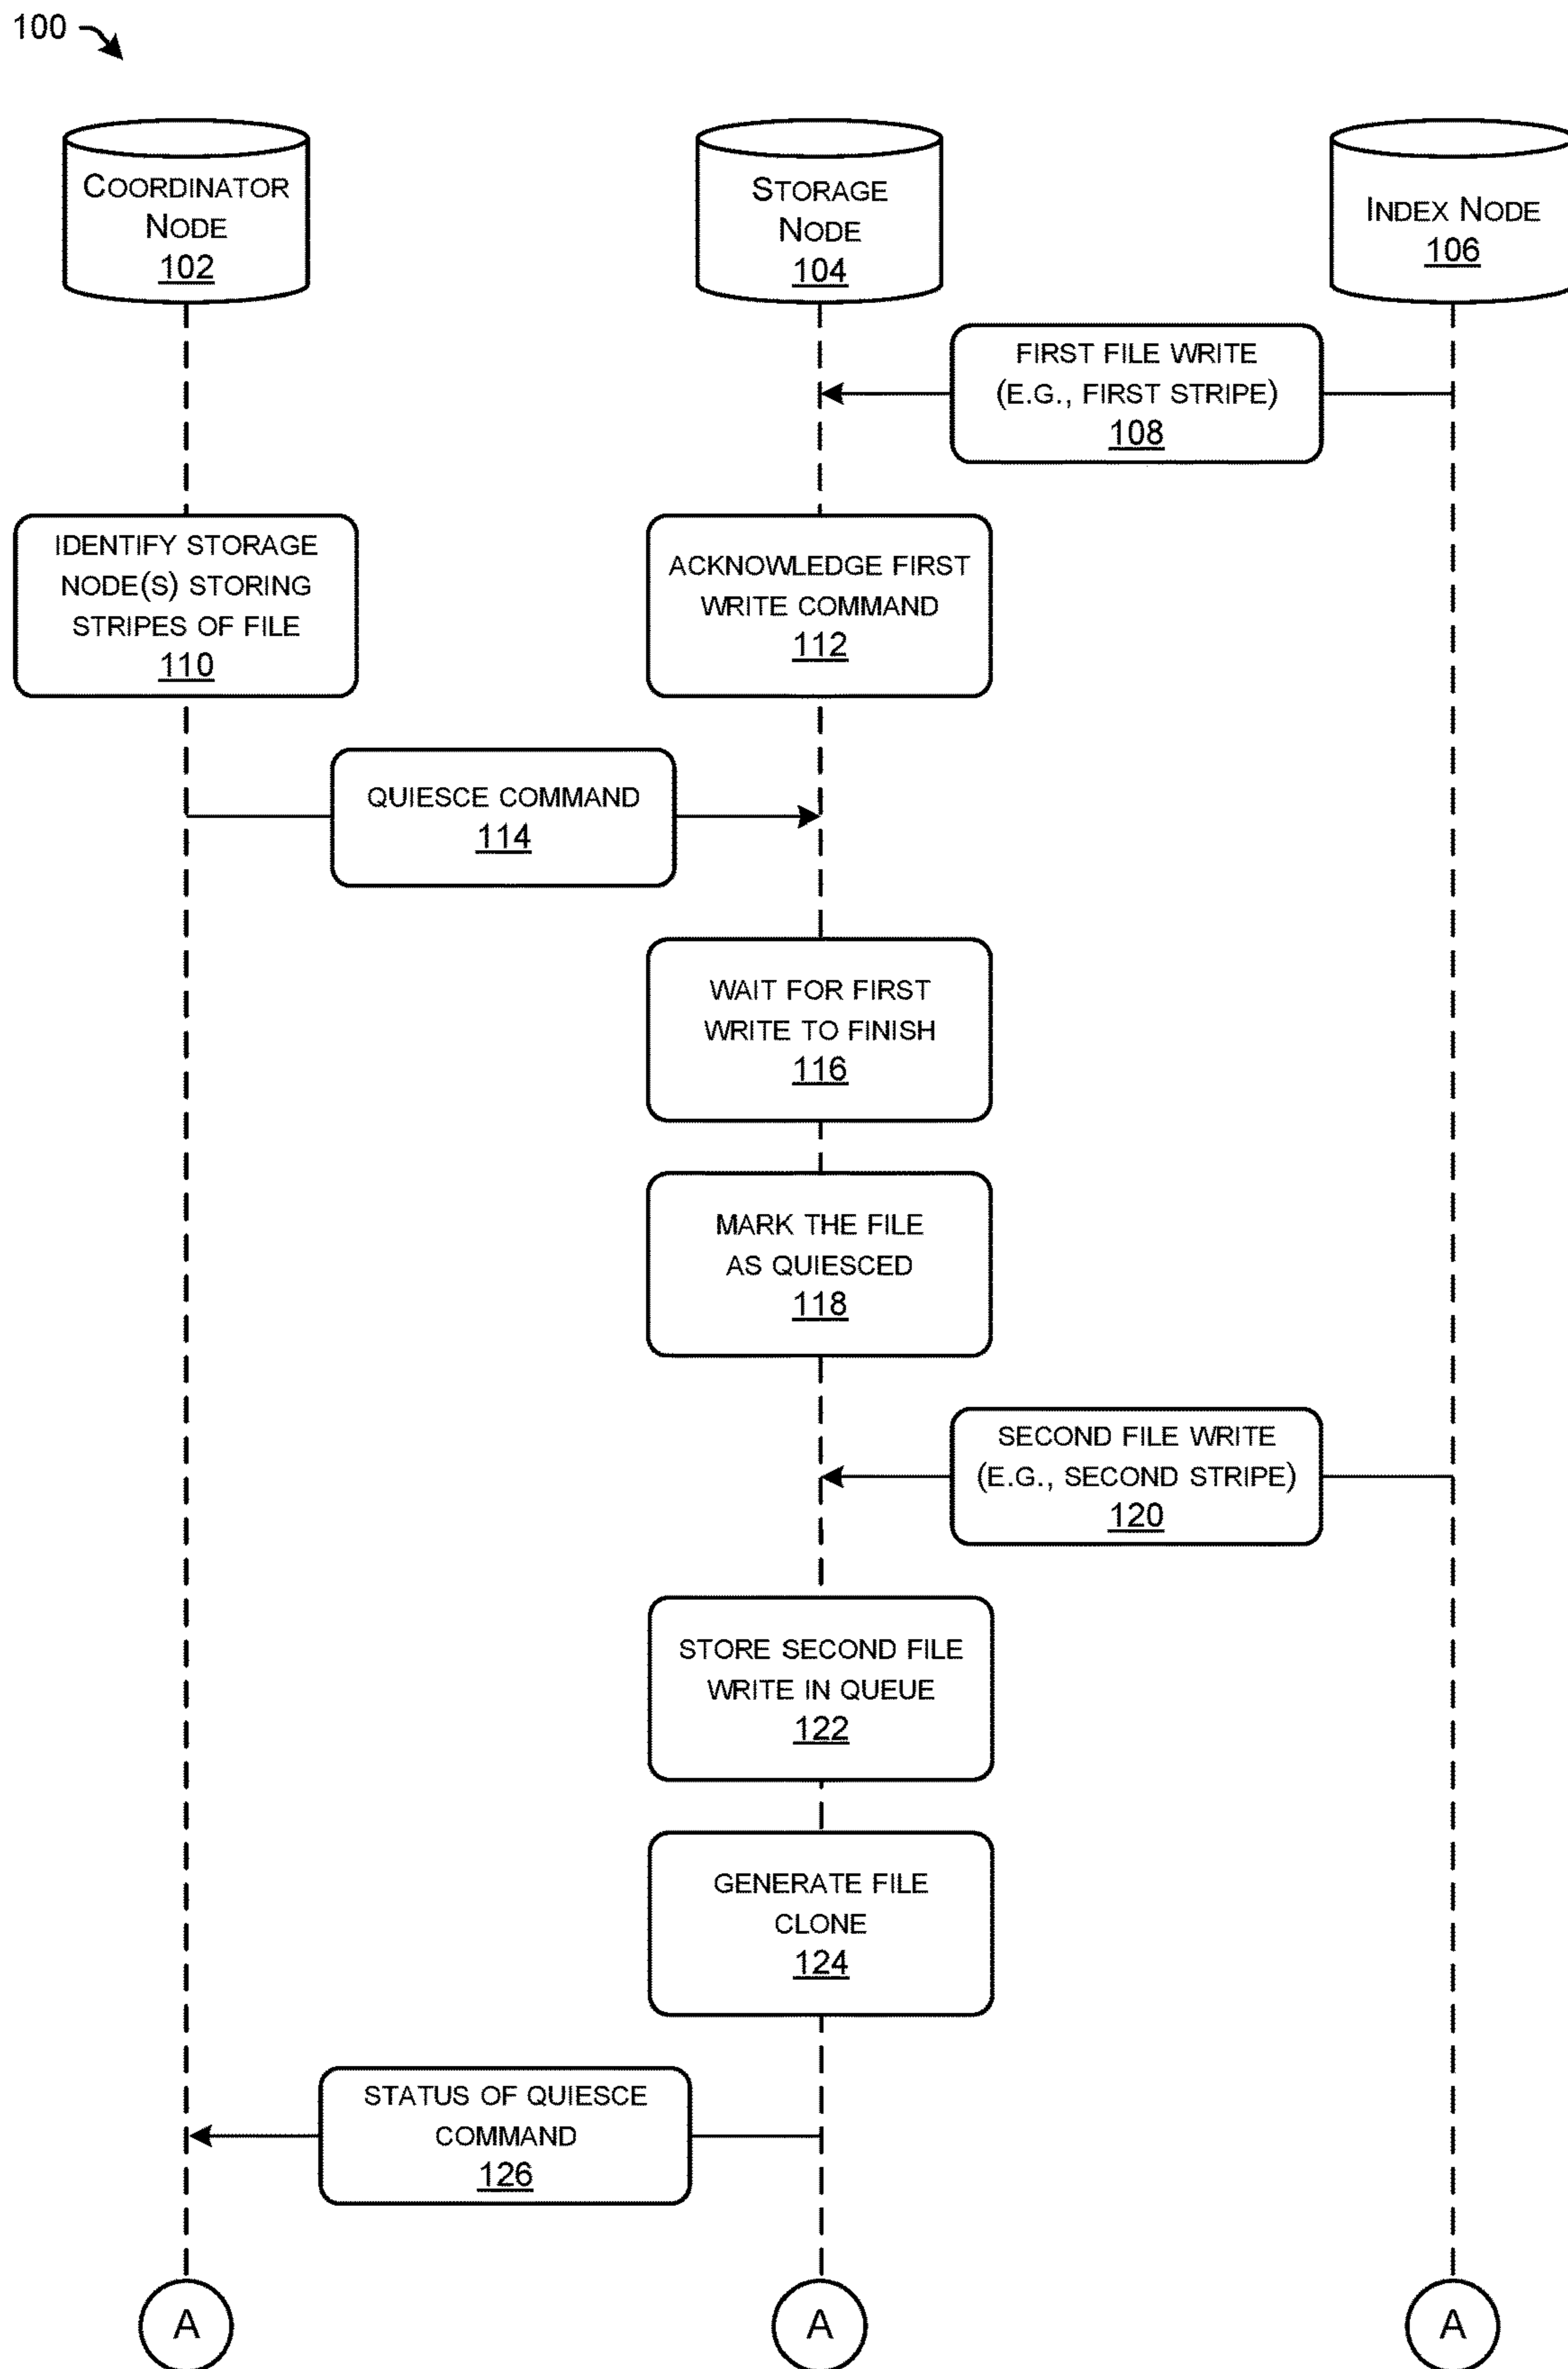 100
COORDINATOR
NODE
102
STORAGE
NODE
104
INDEX NODE
106
FIRST FILE WRITE
(E.G., FIRST STRIPE)
108
IDENTIFY STORAGE
NODE(S) STORING
STRIPES OF FILE
110
ACKNOWLEDGE FIRST
WRITE COMMAND
112
QUIESCE COMMAND
114
WAIT FOR FIRST
WRITE TO FINISH
116
MARK THE FILE
AS QUIESCED
118
SECOND FILE WRITE
(E.G., SECOND STRIPE)
120
STORE SECOND FILE
WRITE IN QUEUE
122
GENERATE FILE
CLONE
124
STATUS OF QUIESCE
COMMAND
126
A
A
A